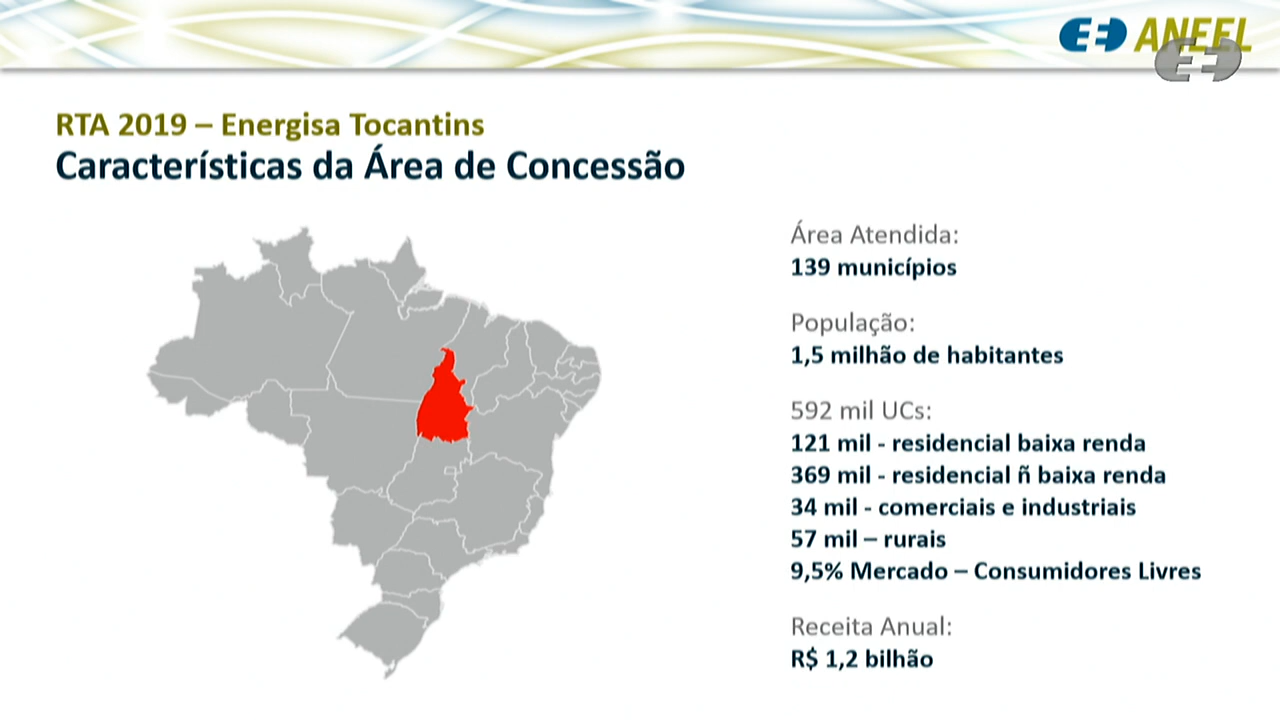 ANEEL
RTA 2019 – Energisa Tocantins
Características da Área de Concessão
Área Atendida:
139 municípios
População:
1,5 milhão de habitantes
592 mil UCs:
121 mil - residencial baixa renda
369 mil - residencial ñ baixa renda
34 mil - comerciais e industriais
57 mil – rurais
9,5% Mercado – Consumidores Livres
Receita Anual:
R$ 1,2 bilhão